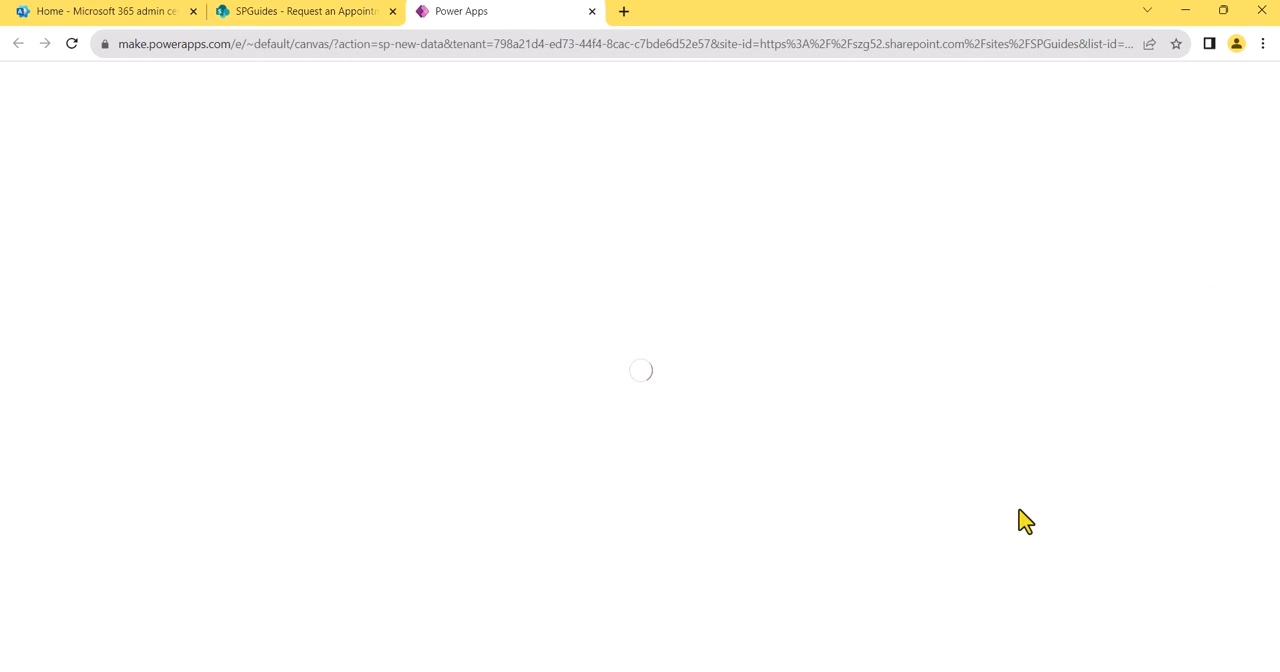 Home - Microsoft 365 admin ce
SPGuides - Request an Appointm
Power Apps
make.powerapps.com/e/~default/canvas/?action=sp-new-data&tenant=798a21d4-ed73-44f4-8cac-c7bde6d52e57&site-id=https%3A%2F%2Fszg52.sharepoint.com%2Fsites%2FSPGuides&list-id=...